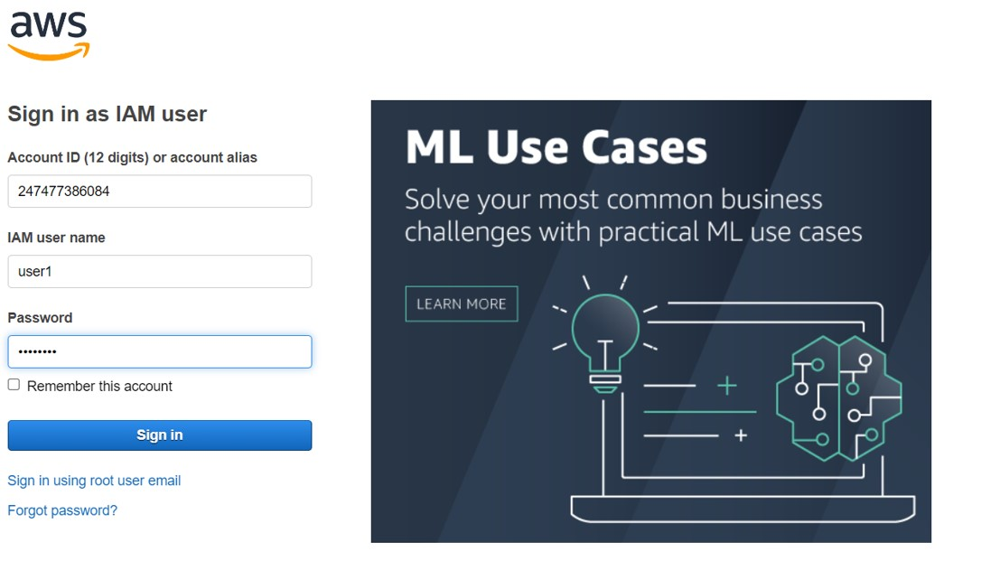 aws
Sign in as IAM user
Account ID (12 digits) or account alias
247477386084
IAM user name
user1
Password
••••••••
Remember this account
Sign in
Sign in using root user email
Forgot password?
ML Use Cases
Solve your most common business
challenges with practical ML use cases
LEARN MORE